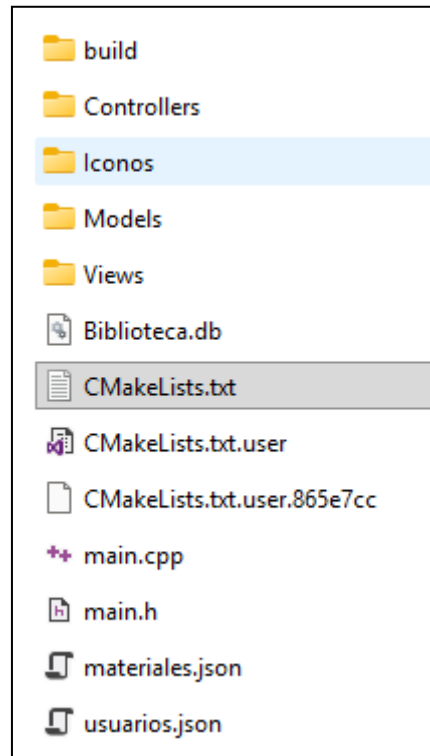 build
Controllers
Iconos
Models
Views
Biblioteca.db
CMakeLists.txt
CMakeLists.txt.user
CMakeLists.txt.user.865e7cc
main.cpp
main.h
materiales.json
usuarios.json